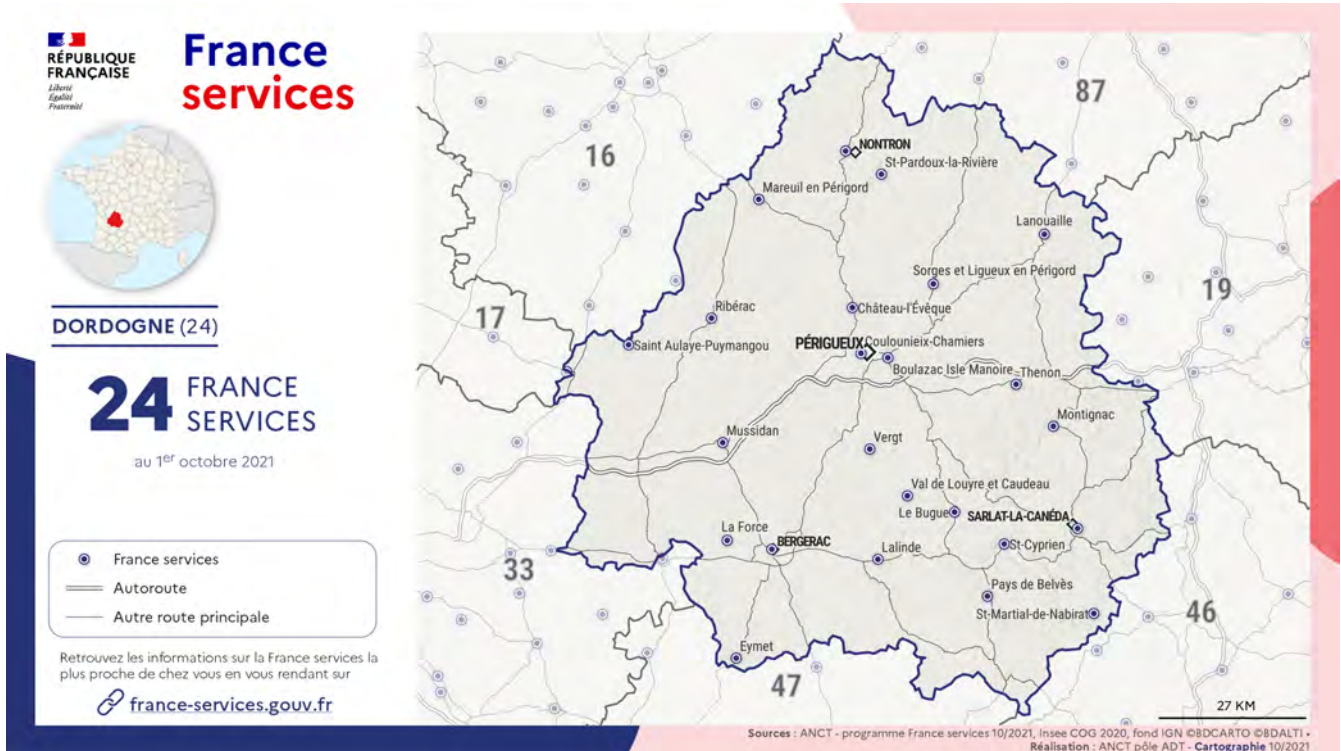 RÉPUBLIQUE
FRANÇAISE
Liberté
Égalité
Fraternité
France
services
DORDOGNE (24)
24 FRANCE
SERVICES
au 1er octobre 2021
France services
Autoroute
Autre route principale
Retrouvez les informations sur la France services la
plus proche de chez vous en vous rendant sur
france-services.gouv.fr
87
16
NONTRON
St-Pardoux-la-Rivière
Mareuil en Périgord
Lanouaille
Sorges et Ligueux en Périgord
19
17
Ribérac
Château-l'Évêque
Saint Aulaye-Puymangou
PÉRIGUEUX
Coulounieix-Chamiers
Boulazac Isle Manoire
Thenon
Montignac
Mussidan
Vergt
Val de Louyre et Caudeau
Le Bugue
SARLAT-LA-CANÉDA
La Force
BERGERAC
Lalinde
St-Cyprien
33
Pays de Belvès
St-Martial-de-Nabirat
46
Eymet
47
27 KM
Sources : ANCT - programme France services 10/2021, Insee COG 2020, fond IGN ©BDCARTO ©BDALTI •
Réalisation : ANCT pôle ADT - Cartographie 10/2021